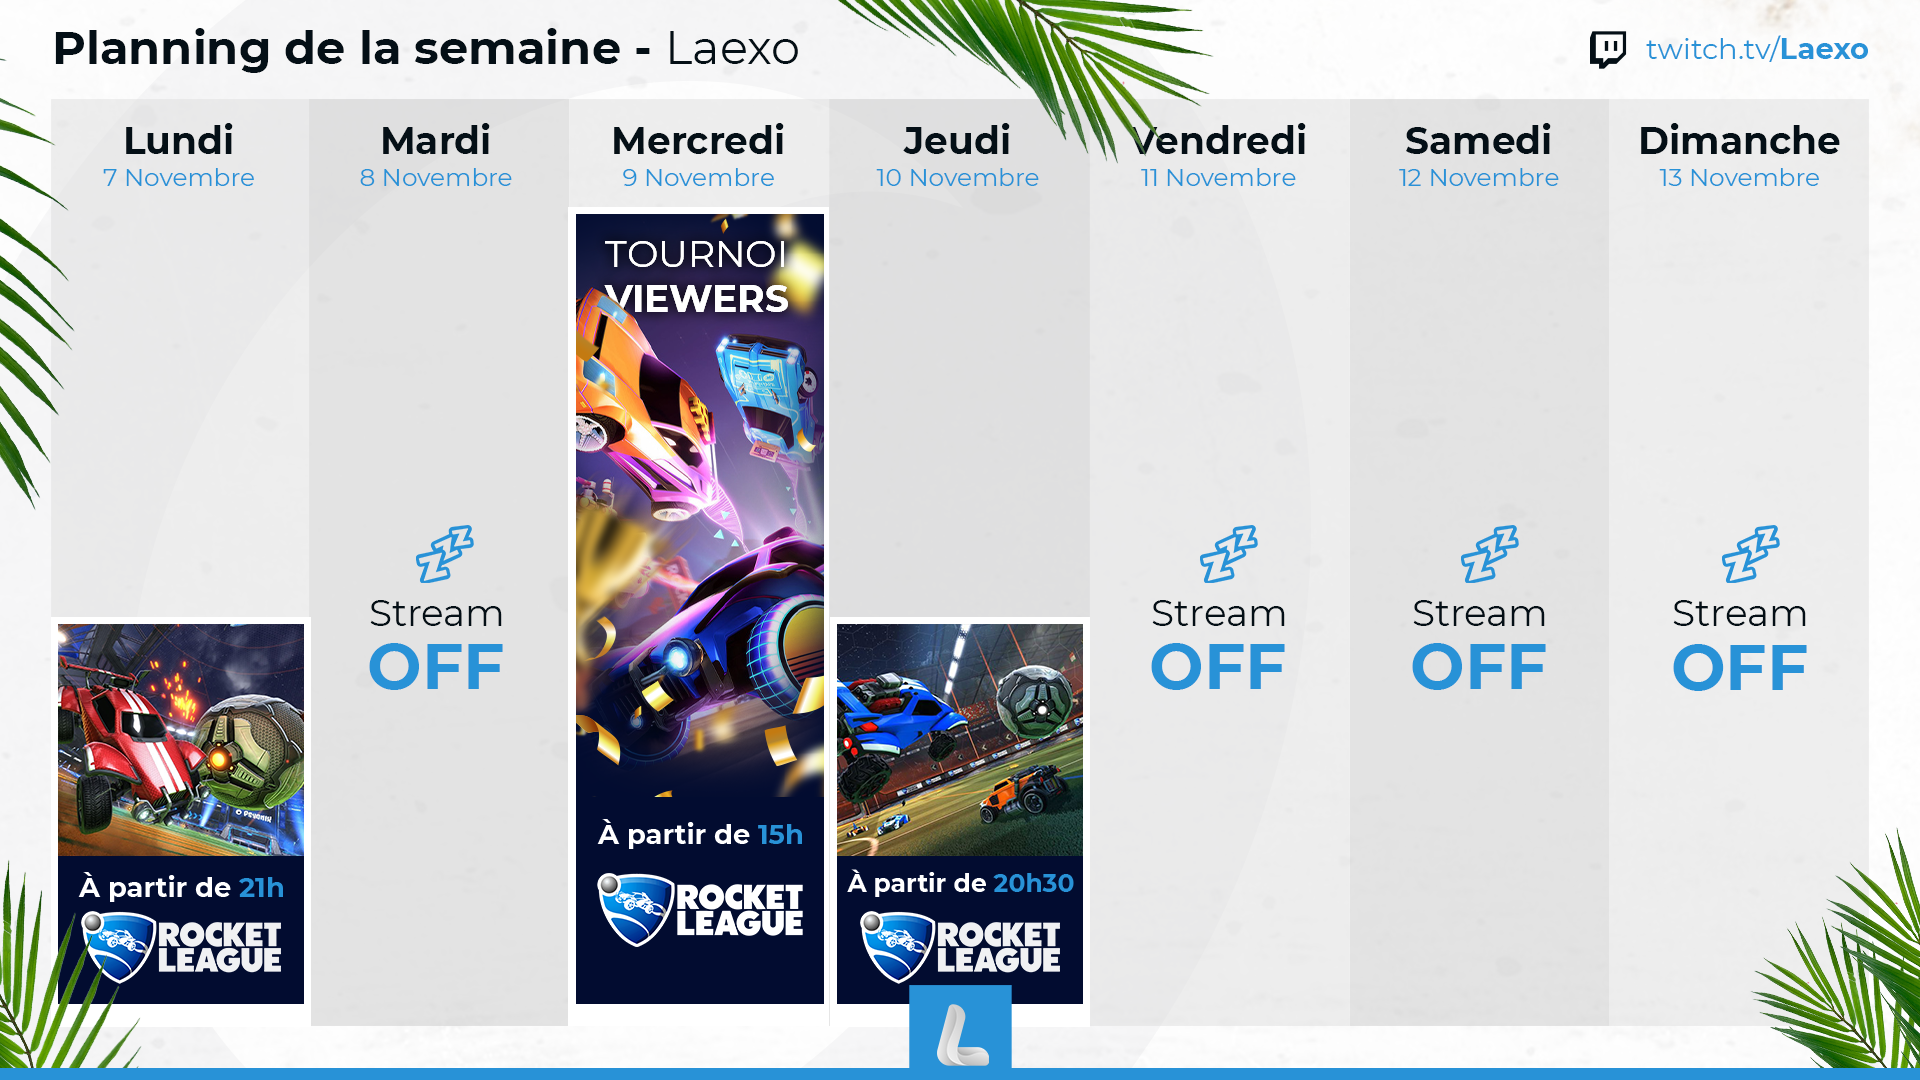 Planning de la semaine - Laexo
twitch.tv/Laexo
Lundi
7 Novembre
À partir de 21h
ROCKET
LEAGUE
Mardi
8 Novembre
Stream
OFF
Mercredi
9 Novembre
TOURNOI
VIEWERS
À partir de 15h
ROCKET
LEAGUE
Jeudi
10 Novembre
À partir de 20h30
ROCKET
LEAGUE
Vendredi
11 Novembre
Stream
OFF
Samedi
12 Novembre
Stream
OFF
Dimanche
13 Novembre
Stream
OFF